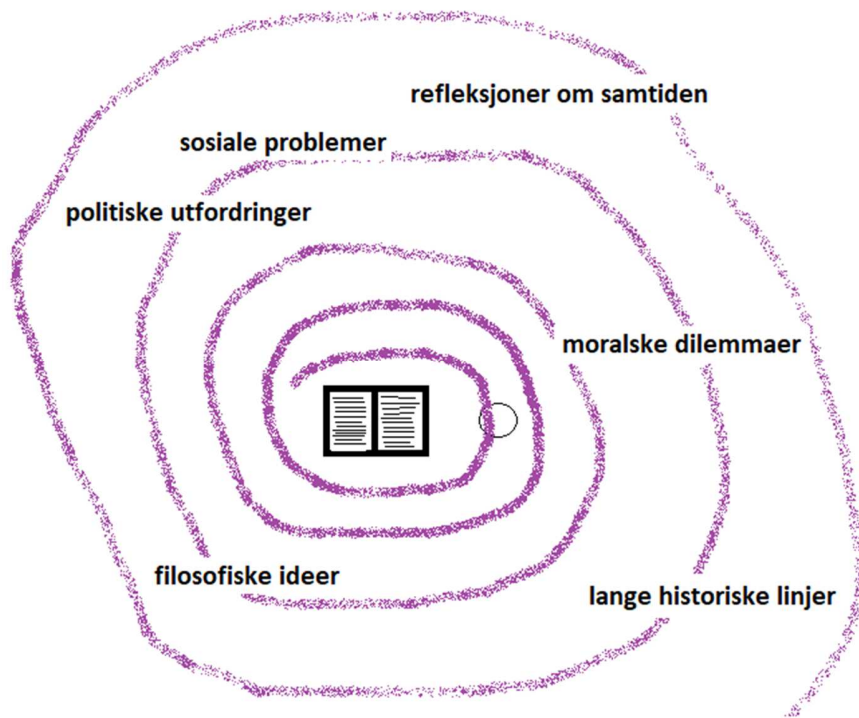 refleksjoner om samtiden
sosiale problemer
politiske utfordringer
moralske dilemmaer
filosofiske ideer
lange historiske linjer